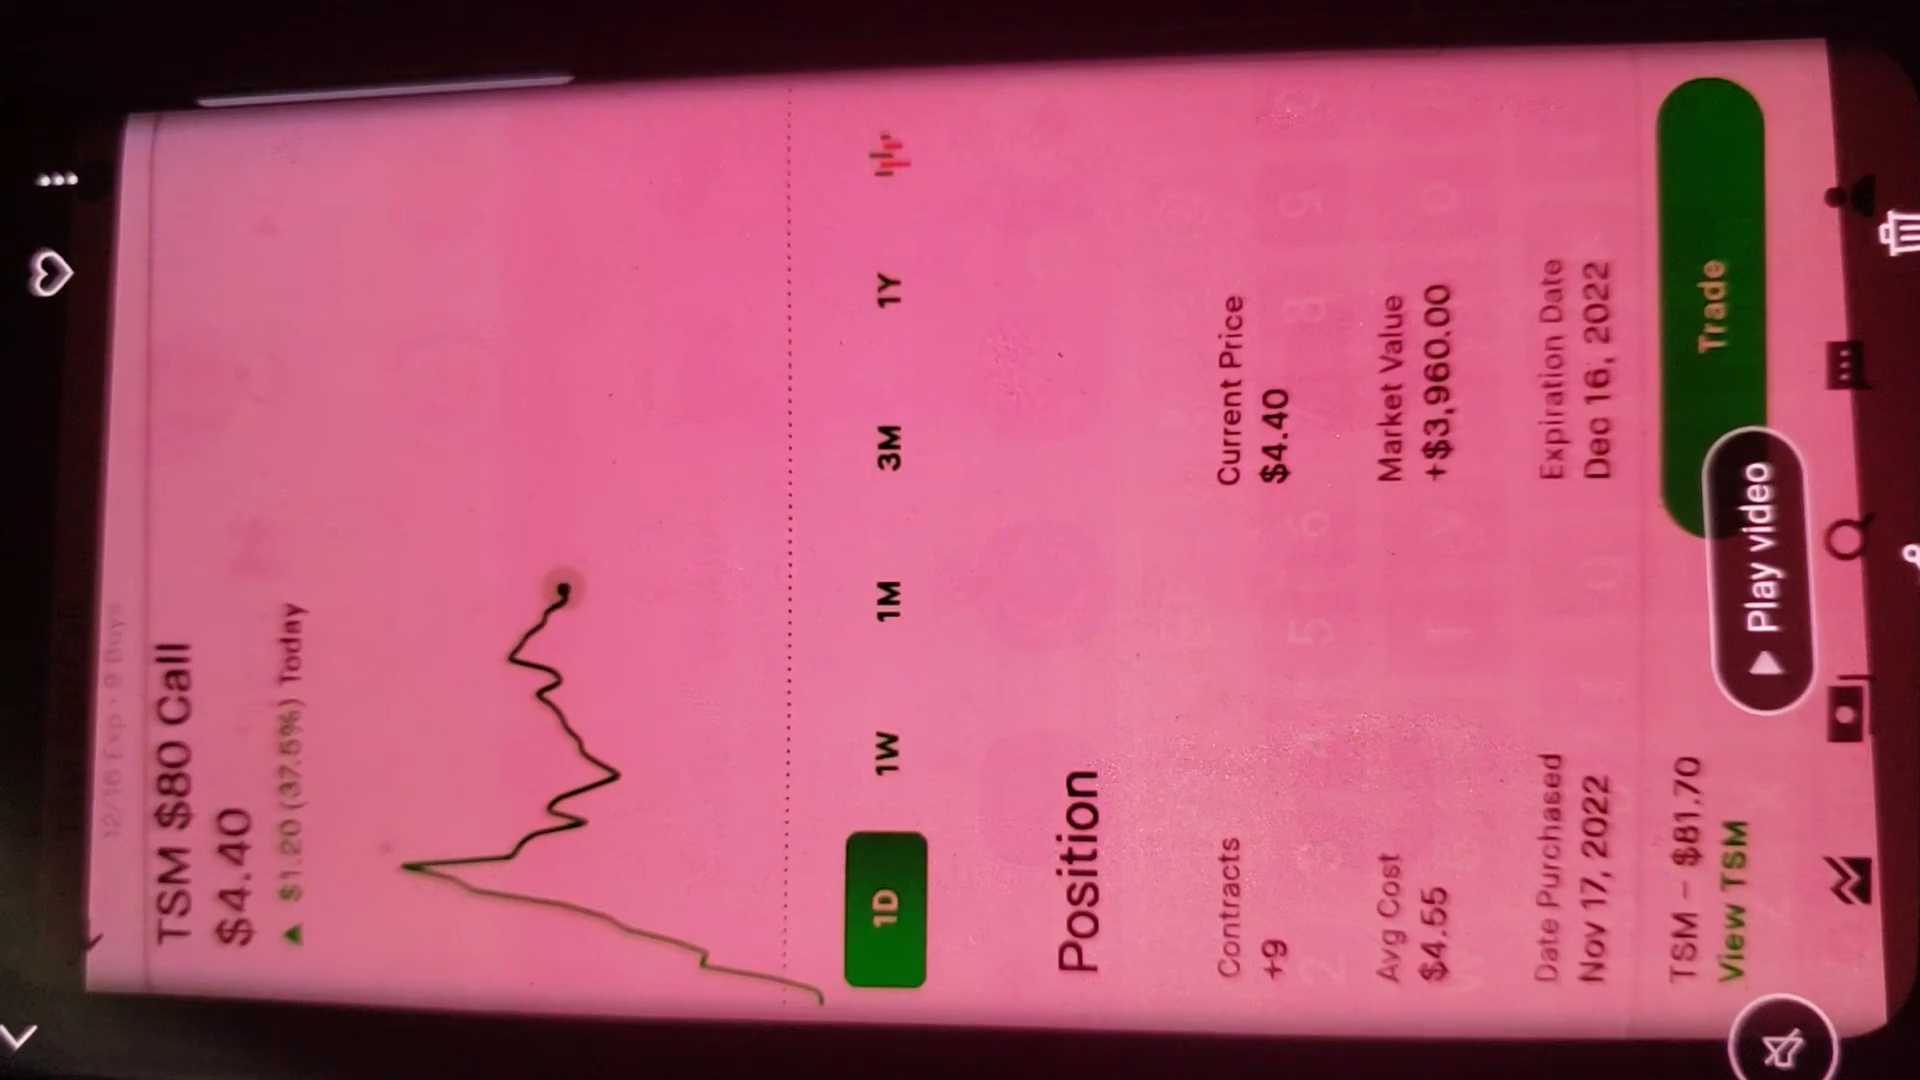 12/16 Exp • 9 Buys
TSM $80 Call
$4.40
▲ $1.20 (37.5%) Today
1D 1W 1M 3M 1Y
Position
Contracts
+9
Current Price
$4.40
Avg Cost
$4.55
Market Value
+$3,960.00
Date Purchased
Nov 17, 2022
Expiration Date
Dec 16, 2022
TSM – $81.70
View TSM
Trade
Play video